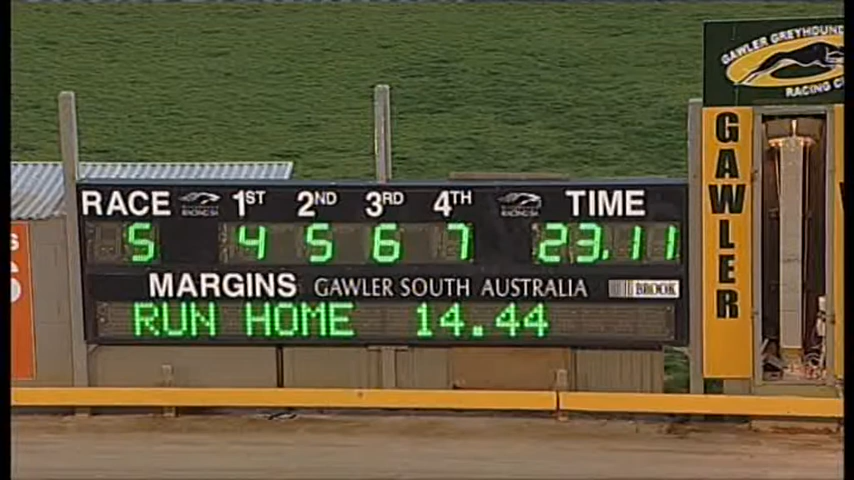 GAWLER GREYHOUND
RACING
RACE 1ST 2ND 3RD 4TH TIME
5 4 5 6 7 23.11
MARGINS GAWLER SOUTH AUSTRALIA BROOK
RUN HOME 14.44
GAWLER
S